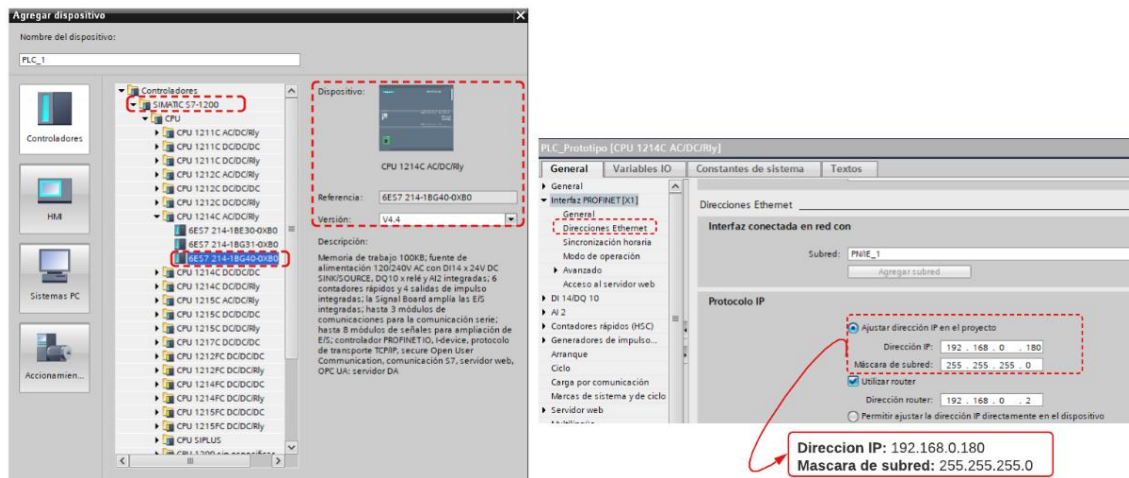 Agregar dispositivo
Nombre del dispositivo:
PLC_1
Controladores
HMI
Sistemas PC
Accionamien...
Controladores
SIMATIC S7-1200
CPU
CPU 1211C AC/DC/Rly
CPU 1211C DC/DC/DC
CPU 1211C DC/DC/Rly
CPU 1212C AC/DC/Rly
CPU 1212C DC/DC/DC
CPU 1212C DC/DC/Rly
CPU 1214C AC/DC/Rly
6ES7 214-1BE30-0XB0
6ES7 214-1BG31-0XB0
6ES7 214-1BG40-0XB0
CPU 1214C DC/DC/DC
CPU 1214C DC/DC/Rly
CPU 1215C AC/DC/Rly
CPU 1215C DC/DC/DC
CPU 1215C DC/DC/Rly
CPU 1217C DC/DC/DC
CPU 1212FC DC/DC/DC
CPU 1212FC DC/DC/Rly
CPU 1214FC DC/DC/DC
CPU 1214FC DC/DC/Rly
CPU 1215FC DC/DC/DC
CPU 1215FC DC/DC/Rly
CPU SIPLUS
Dispositivo:
CPU 1214C AC/DC/Rly
Referencia: 6ES7 214-1BG40-0XB0
Versión: V4.4
Descripción:
Memoria de trabajo 100KB; fuente de
alimentación 120/240V AC con DI14 x 24V DC
SINK/SOURCE, DQ10 x relé y AI2 integradas; 6
contadores rápidos y 4 salidas de impulso
integradas; la Signal Board amplía las E/S
integradas; hasta 3 módulos de
comunicaciones para la comunicación serie;
hasta 8 módulos de señales para ampliación de
E/S; controlador PROFINET IO, I-device, protocolo
de transporte TCP/IP, secure Open User
Communication, comunicación S7, servidor web,
OPC UA: servidor DA
PLC_Prototipo [CPU 1214C AC/DC/Rly]
General Variables IO Constantes de sistema Textos
General
Interfaz PROFINET [X1]
General
Direcciones Ethernet
Sincronización horaria
Modo de operación
Avanzado
Acceso al servidor web
DI 14/DQ 10
AI 2
Contadores rápidos (HSC)
Generadores de impulso...
Arranque
Ciclo
Carga por comunicación
Marcas de sistema y de ciclo
Servidor web
Direcciones Ethernet
Interfaz conectada en red con
Subred: PN/IE_1
Agregar subred
Protocolo IP
Ajustar dirección IP en el proyecto
Dirección IP: 192 . 168 . 0 . 180
Máscara de subred: 255 . 255 . 255 . 0
Utilizar router
Dirección router: 192 . 168 . 0 . 2
Permitir ajustar la dirección IP directamente en el dispositivo
Direccion IP: 192.168.0.180
Mascara de subred: 255.255.255.0